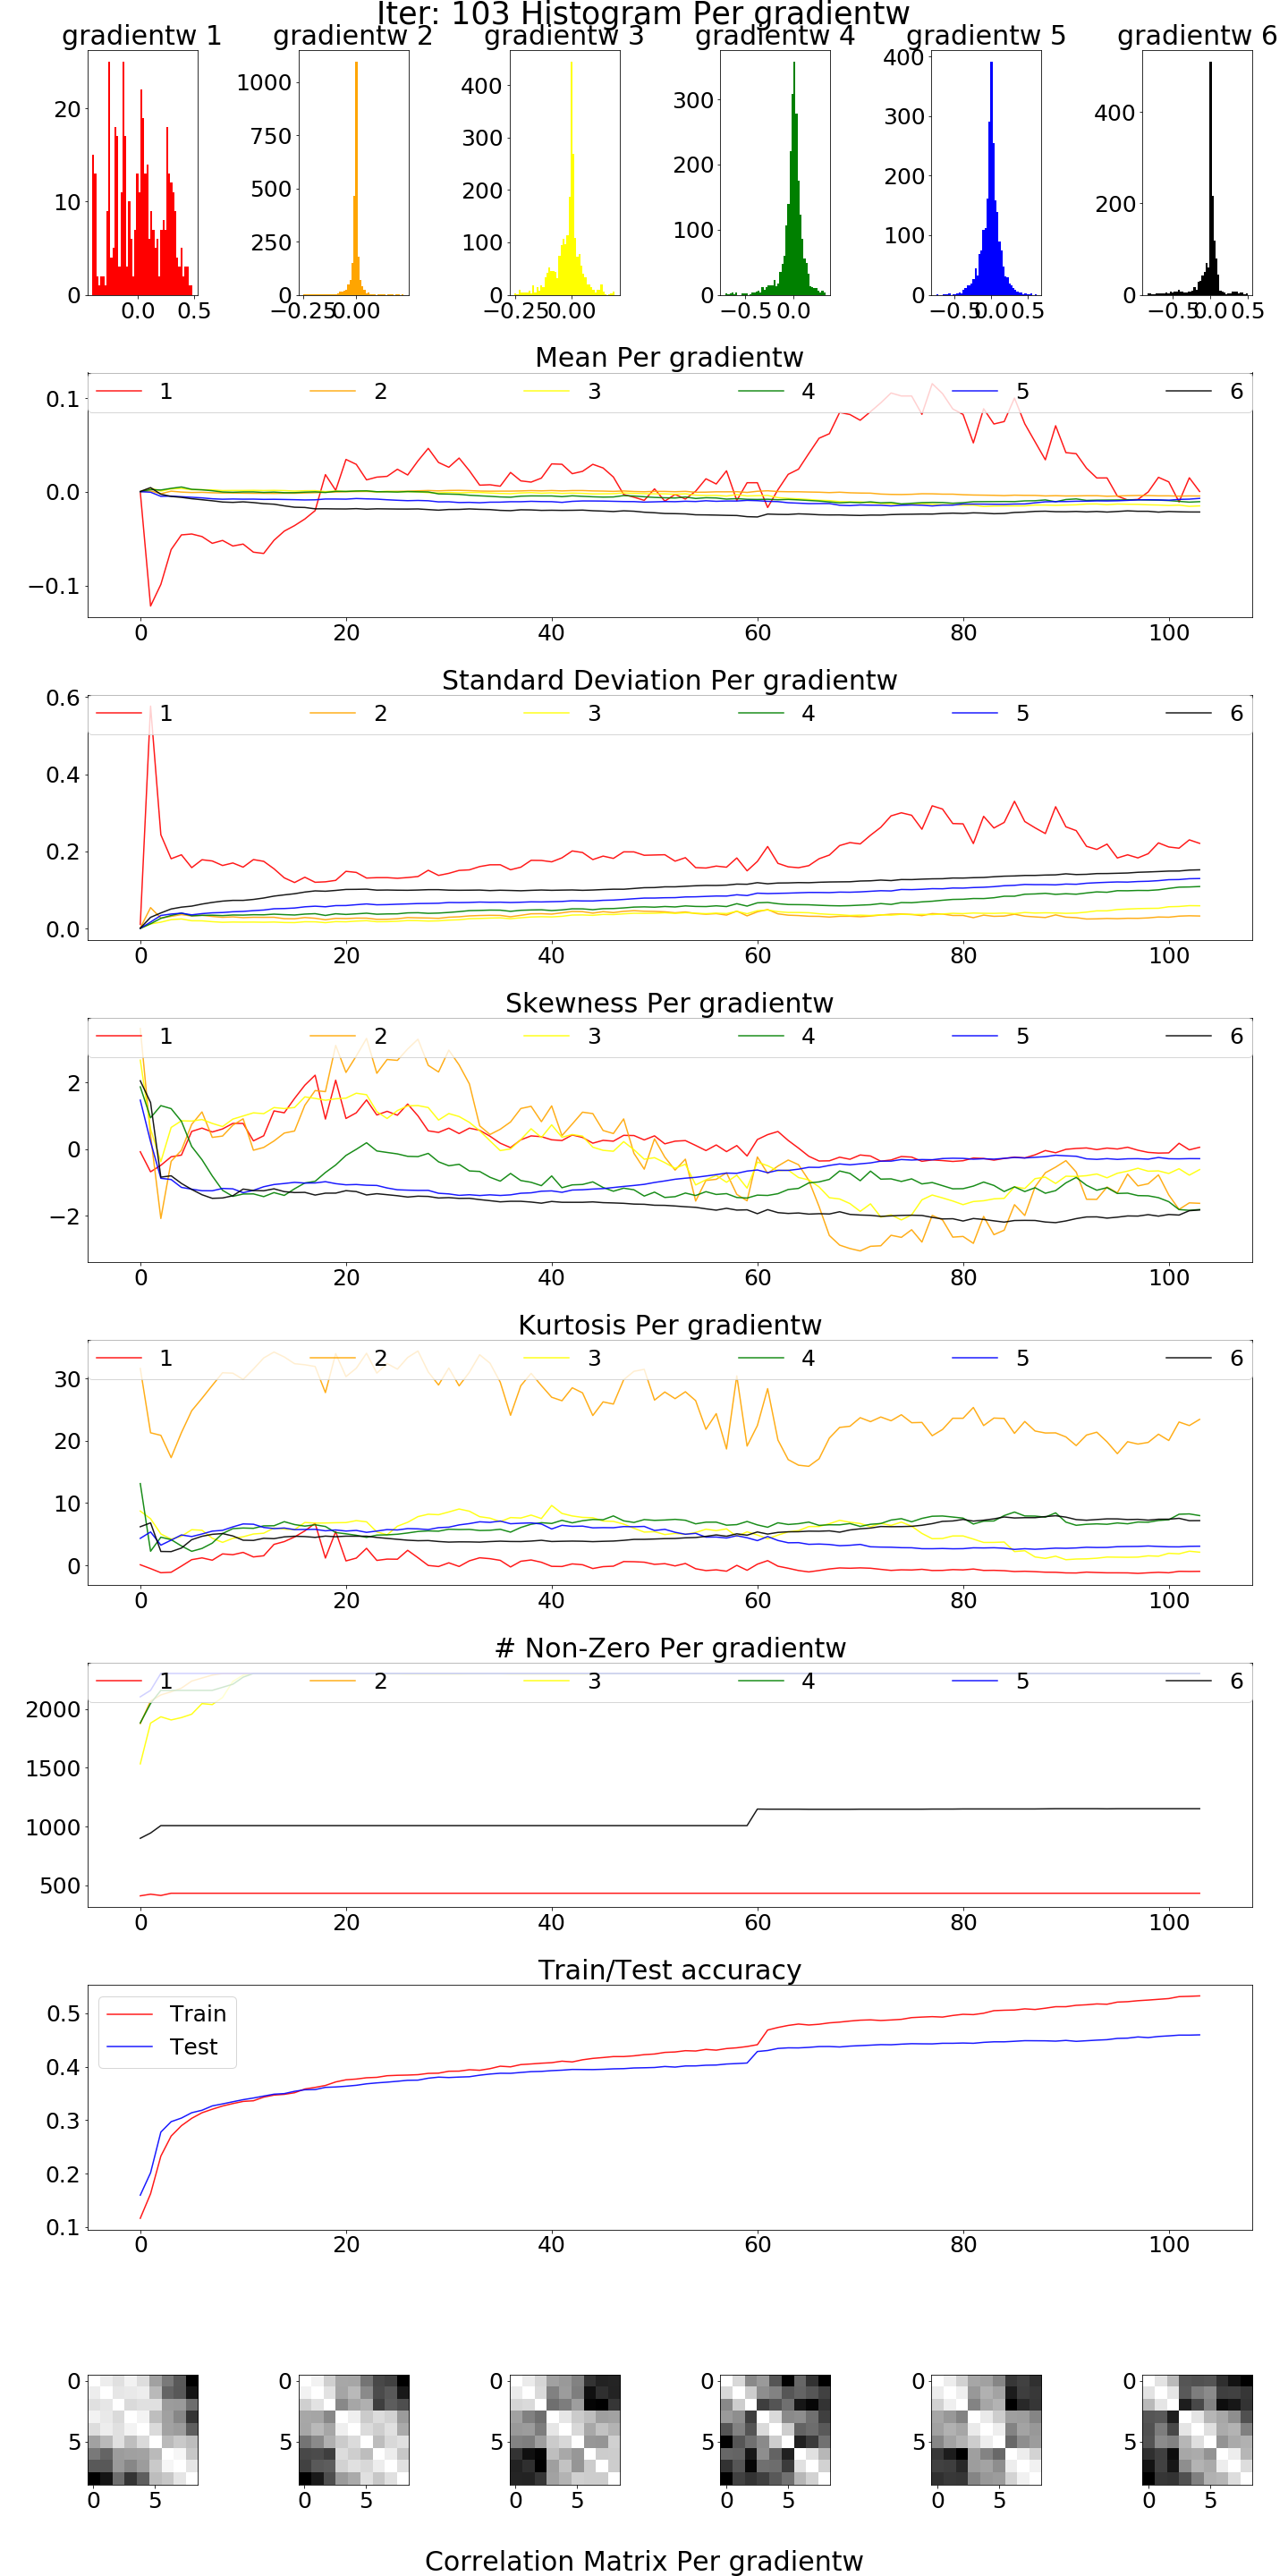 Iter: 103 Histogram Per gradientw
gradientw 1 gradientw 2 gradientw 3 gradientw 4 gradientw 5 gradientw 6
20
10
0
0.0 0.5
1000
750
500
250
0
−0.25 0.00
400
300
200
100
0
−0.25 0.00
300
200
100
0
−0.5 0.0
400
300
200
100
0
−0.5 0.0 0.5
400
200
0
−0.5 0.0 0.5
Mean Per gradientw
1 2 3 4 5 6
0.1
0.0
−0.1
0 20 40 60 80 100
Standard Deviation Per gradientw
1 2 3 4 5 6
0.6
0.4
0.2
0.0
0 20 40 60 80 100
Skewness Per gradientw
1 2 3 4 5 6
2
0
−2
0 20 40 60 80 100
Kurtosis Per gradientw
1 2 3 4 5 6
30
20
10
0
0 20 40 60 80 100
# Non-Zero Per gradientw
1 2 3 4 5 6
2000
1500
1000
500
0 20 40 60 80 100
Train/Test accuracy
Train
Test
0.5
0.4
0.3
0.2
0.1
0 20 40 60 80 100
0
5
0 5
0
5
0 5
0
5
0 5
0
5
0 5
0
5
0 5
0
5
0 5
Correlation Matrix Per gradientw